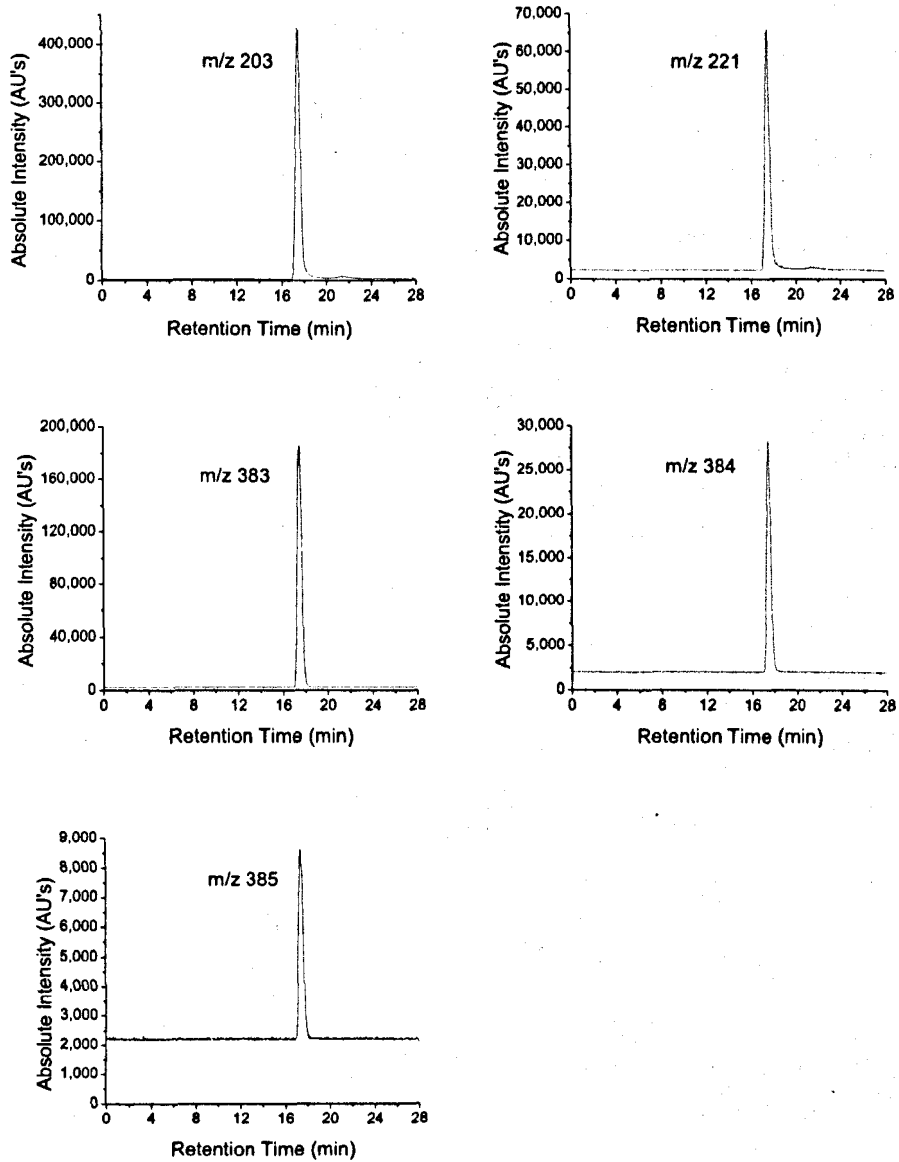 m/z 203
Absolute Intensity (AU's)
400,000
300,000
200,000
100,000
0
0 4 8 12 16 20 24 28
Retention Time (min)
m/z 221
Absolute Intensity (AU's)
70,000
60,000
50,000
40,000
30,000
20,000
10,000
0
0 4 8 12 16 20 24 28
Retention Time (min)
m/z 383
Absolute Intensity (AU's)
200,000
160,000
120,000
80,000
40,000
0
0 4 8 12 16 20 24 28
Retention Time (min)
m/z 384
Absolute Intenstity (AU's)
30,000
25,000
20,000
15,000
10,000
5,000
0
0 4 8 12 16 20 24 28
Retention Time (min)
m/z 385
Absolute Intensity (AU's)
9,000
8,000
7,000
6,000
5,000
4,000
3,000
2,000
1,000
0
0 4 8 12 16 20 24 28
Retention Time (min)